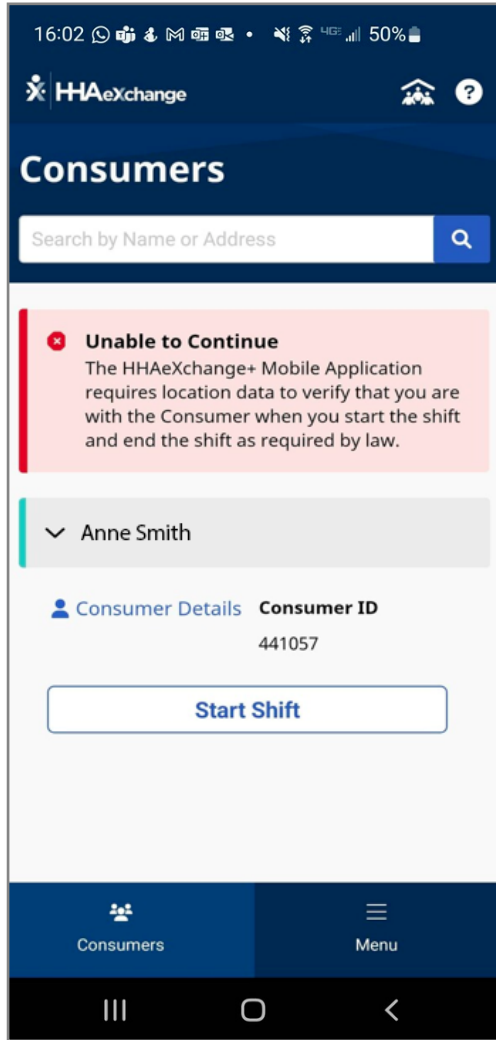 16:02 4GE 50%
HHAeXchange ?
Consumers
Search by Name or Address
Unable to Continue
The HHAeXchange+ Mobile Application
requires location data to verify that you are
with the Consumer when you start the shift
and end the shift as required by law.
Anne Smith
Consumer Details Consumer ID
441057
Start Shift
Consumers Menu